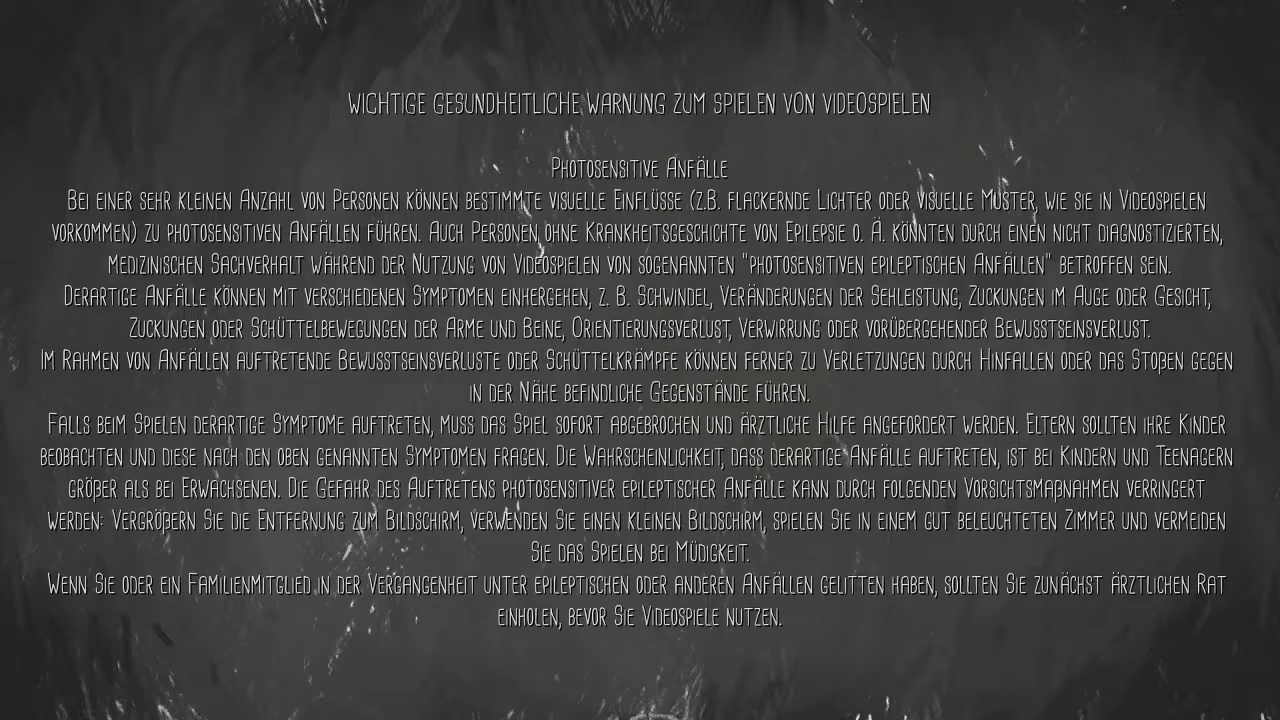 WICHTIGE GESUNDHEITLICHE WARNUNG ZUM SPIELEN VON VIDEOSPIELEN
Photosensitive Anfälle
Bei einer sehr kleinen Anzahl von Personen können bestimmte visuelle Einflüsse (z.B. flackernde Lichter oder visuelle Muster, wie sie in Videospielen
vorkommen) zu photosensitiven Anfällen führen. Auch Personen ohne Krankheitsgeschichte von Epilepsie o. Ä. könnten durch einen nicht diagnostizierten,
medizinischen Sachverhalt während der Nutzung von Videospielen von sogenannten "photosensitiven epileptischen Anfällen" betroffen sein.
Derartige Anfälle können mit verschiedenen Symptomen einhergehen, z. B. Schwindel, Veränderungen der Sehleistung, Zuckungen im Auge oder Gesicht,
Zuckungen oder Schüttelbewegungen der Arme und Beine, Orientierungsverlust, Verwirrung oder vorübergehender Bewusstseinsverlust.
Im Rahmen von Anfällen auftretende Bewusstseinsverluste oder Schüttelkrämpfe können ferner zu Verletzungen durch Hinfallen oder das Stoßen gegen
in der Nähe befindliche Gegenstände führen.
Falls beim Spielen derartige Symptome auftreten, muss das Spiel sofort abgebrochen und ärztliche Hilfe angefordert werden. Eltern sollten ihre Kinder
beobachten und diese nach den oben genannten Symptomen fragen. Die Wahrscheinlichkeit, dass derartige Anfälle auftreten, ist bei Kindern und Teenagern
größer als bei Erwachsenen. Die Gefahr des Auftretens photosensitiver epileptischer Anfälle kann durch folgenden Vorsichtsmaßnahmen verringert
werden: Vergrößern Sie die Entfernung zum Bildschirm, verwenden Sie einen kleinen Bildschirm, spielen Sie in einem gut beleuchteten Zimmer und vermeiden
Sie das Spielen bei Müdigkeit.
Wenn Sie oder ein Familienmitglied in der Vergangenheit unter epileptischen oder anderen Anfällen gelitten haben, sollten Sie zunächst ärztlichen Rat
einholen, bevor Sie Videospiele nutzen.